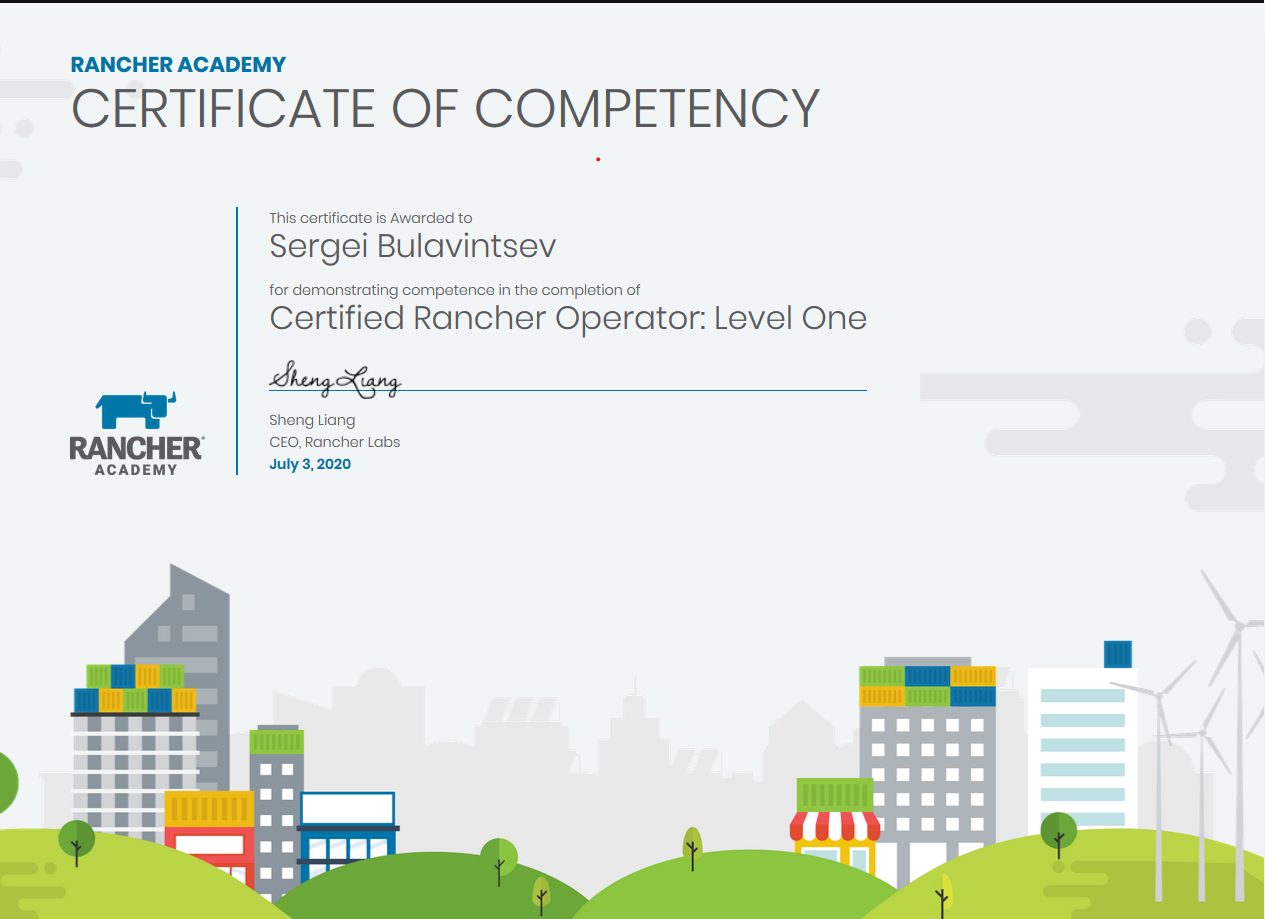 RANCHER ACADEMY
CERTIFICATE OF COMPETENCY
This certificate is Awarded to
Sergei Bulavintsev
for demonstrating competence in the completion of
Certified Rancher Operator: Level One
Sheng Liang
Sheng Liang
CEO, Rancher Labs
July 3, 2020
RANCHER®
ACADEMY